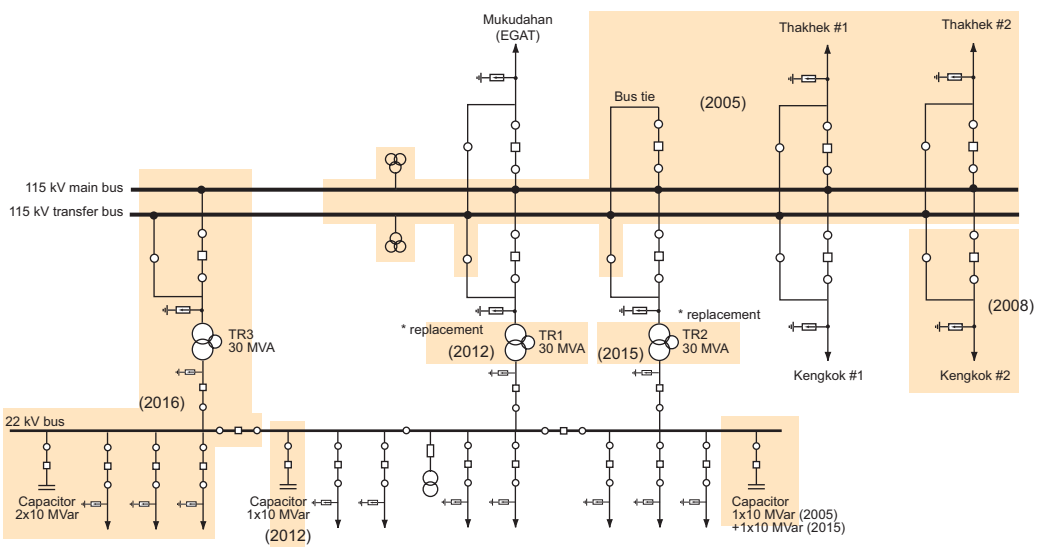 Mukudahan
(EGAT)
Thakhek #1
Thakhek #2
Bus tie
(2005)
115 kV main bus
115 kV transfer bus
* replacement
* replacement
(2008)
TR3
30 MVA
TR1
30 MVA
TR2
30 MVA
(2012)
(2015)
Kengkok #1
Kengkok #2
(2016)
22 kV bus
Capacitor
2x10 MVar
Capacitor
1x10 MVar
(2012)
Capacitor
1x10 MVar (2005)
+1x10 MVar (2015)